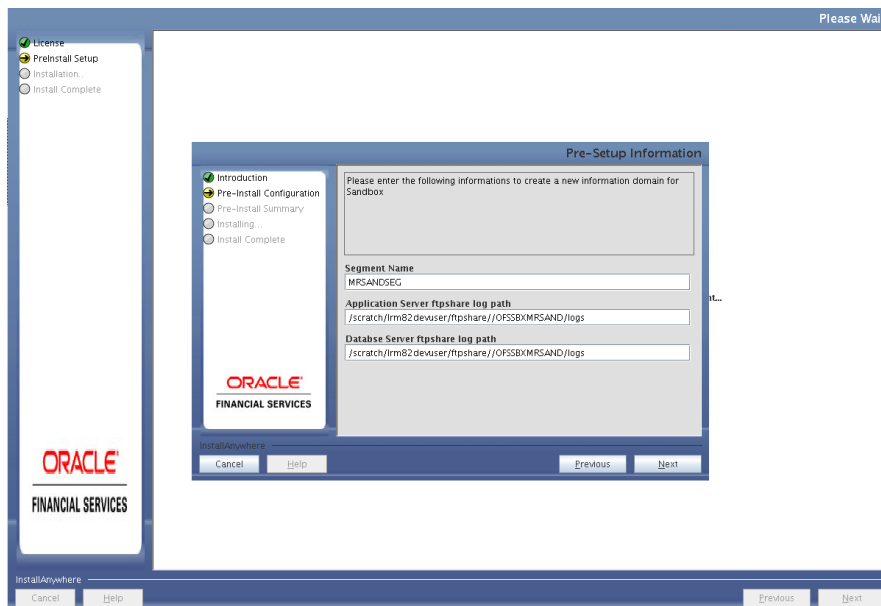 Please Wai
License
PreInstall Setup
Installation..
Install Complete
Pre-Setup Information
Introduction
Pre-Install Configuration
Pre-Install Summary
Installing...
Install Complete
Please enter the following informations to create a new information domain for
Sandbox
Segment Name
MRSANDSEG
Application Server ftpshare log path
/scratch/lrm82devuser/ftpshare//OFSSBXMRSAND/logs
Databse Server ftpshare log path
/scratch/lrm82devuser/ftpshare//OFSSBXMRSAND/logs
nt...
ORACLE
FINANCIAL SERVICES
InstallAnywhere
Cancel
Help
Previous
Next
ORACLE
FINANCIAL SERVICES
InstallAnywhere
Cancel
Help
Previous
Next